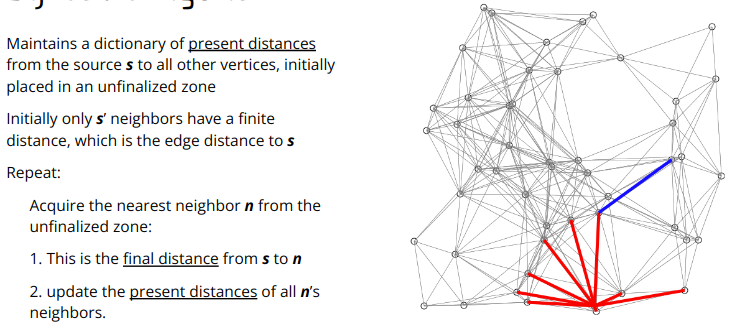 Maintains a dictionary of present distances
from the source s to all other vertices, initially
placed in an unfinalized zone
Initially only s' neighbors have a finite
distance, which is the edge distance to s
Repeat:
Acquire the nearest neighbor n from the
unfinalized zone:
1. This is the final distance from s to n
2. update the present distances of all n's
neighbors.